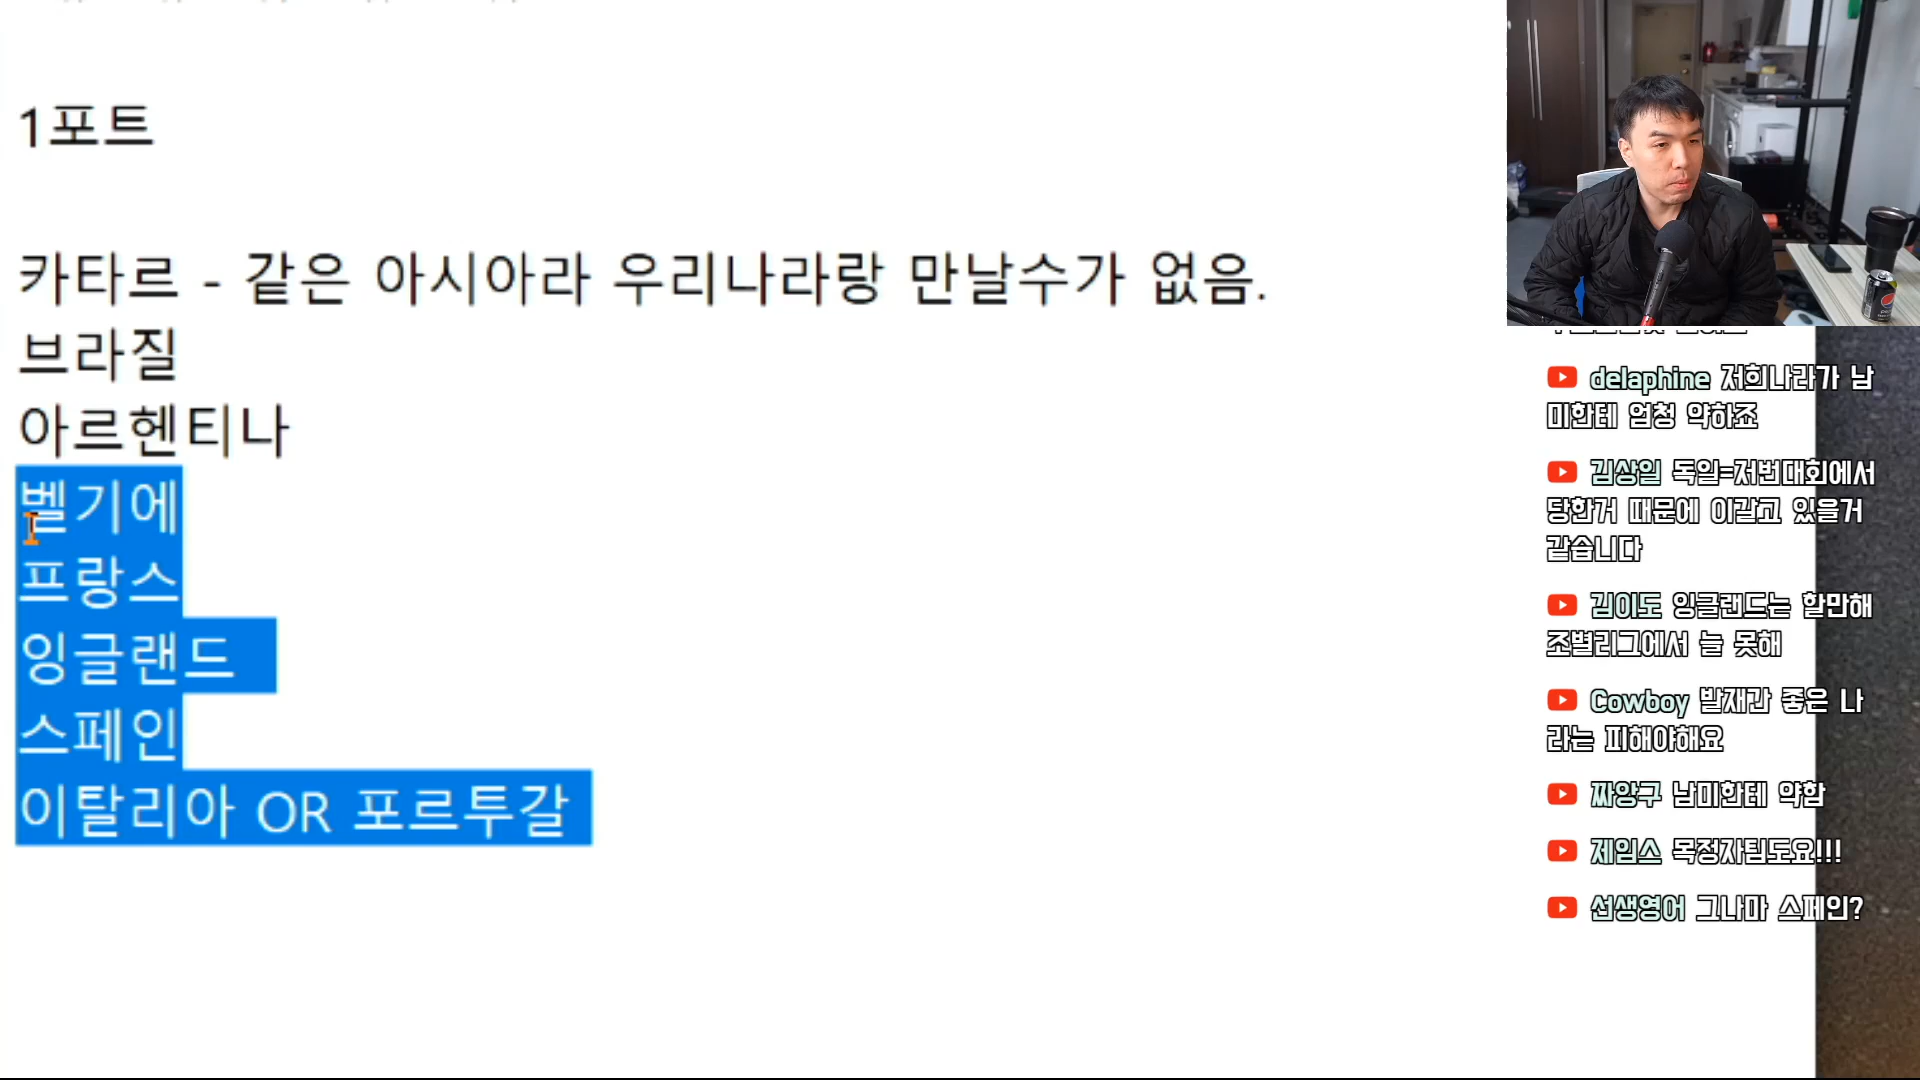 1포트
카타르 - 같은 아시아라 우리나라랑 만날수가 없음.
브라질
아르헨티나
벨기에
프랑스
잉글랜드
스페인
이탈리아 OR 포르투갈
delaphine 저희나라가 남
미한테 엄청 약하죠
김상일 독일=저번대회에서
당한거 때문에 이갈고 있을거
같습니다
김이도 잉글랜드는 할만해
조별리그에서 늘 못해
Cowboy 발재간 좋은 나
라는 피해야해요
짜앙구 남미한테 약함
제임스 목정자팀도요!!!
선생영어 그나마 스페인?